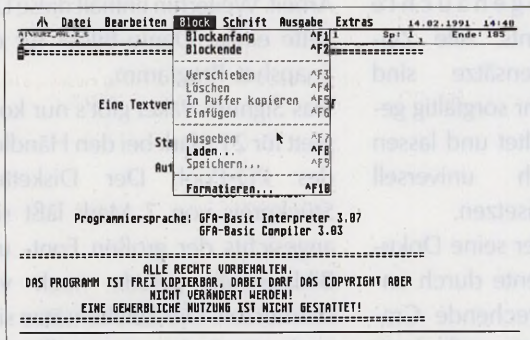 Datei Bearbeiten Block Schrift Ausgabe Extras 14.02.1991 14:40
Blockanfang ^F1 1 Sp: 1 Ende: 185
Blockende ^F2
Verschieben ^F3
Löschen ^F4
Eine Textver In Puffer kopieren ^F5 r
Einfügen ^F6
Ste Ausgeben ^F7
Laden... ^F8
Auf Speichern... ^F9
Formatieren... ^F10
Programmiersprache: GFA-Basic Interpreter 3.07
GFA-Basic Compiler 3.03
ALLE RECHTE VORBEHALTEN.
DAS PROGRAMM IST FREI KOPIERBAR, DABEI DARF DAS COPYRIGHT ABER
NICHT VERÄNDERT WERDEN!
EINE GEWERBLICHE NUTZUNG IST NICHT GESTATTET!